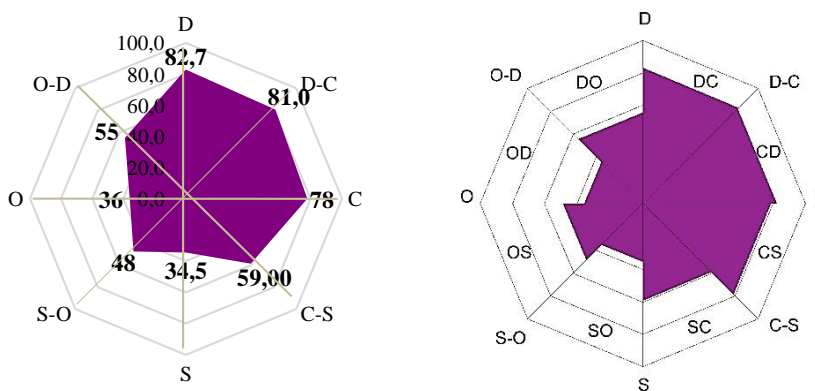 D
100,0
82,7
80,0
O-D
D-C
81,0
60,0
55
40,0
20,0
O
36
0,0
78
C
48
34,5
59,00
S-O
C-S
S
D
O-D
DO
DC
D-C
OD
CD
O
OS
CS
S-O
SO
SC
C-S
S